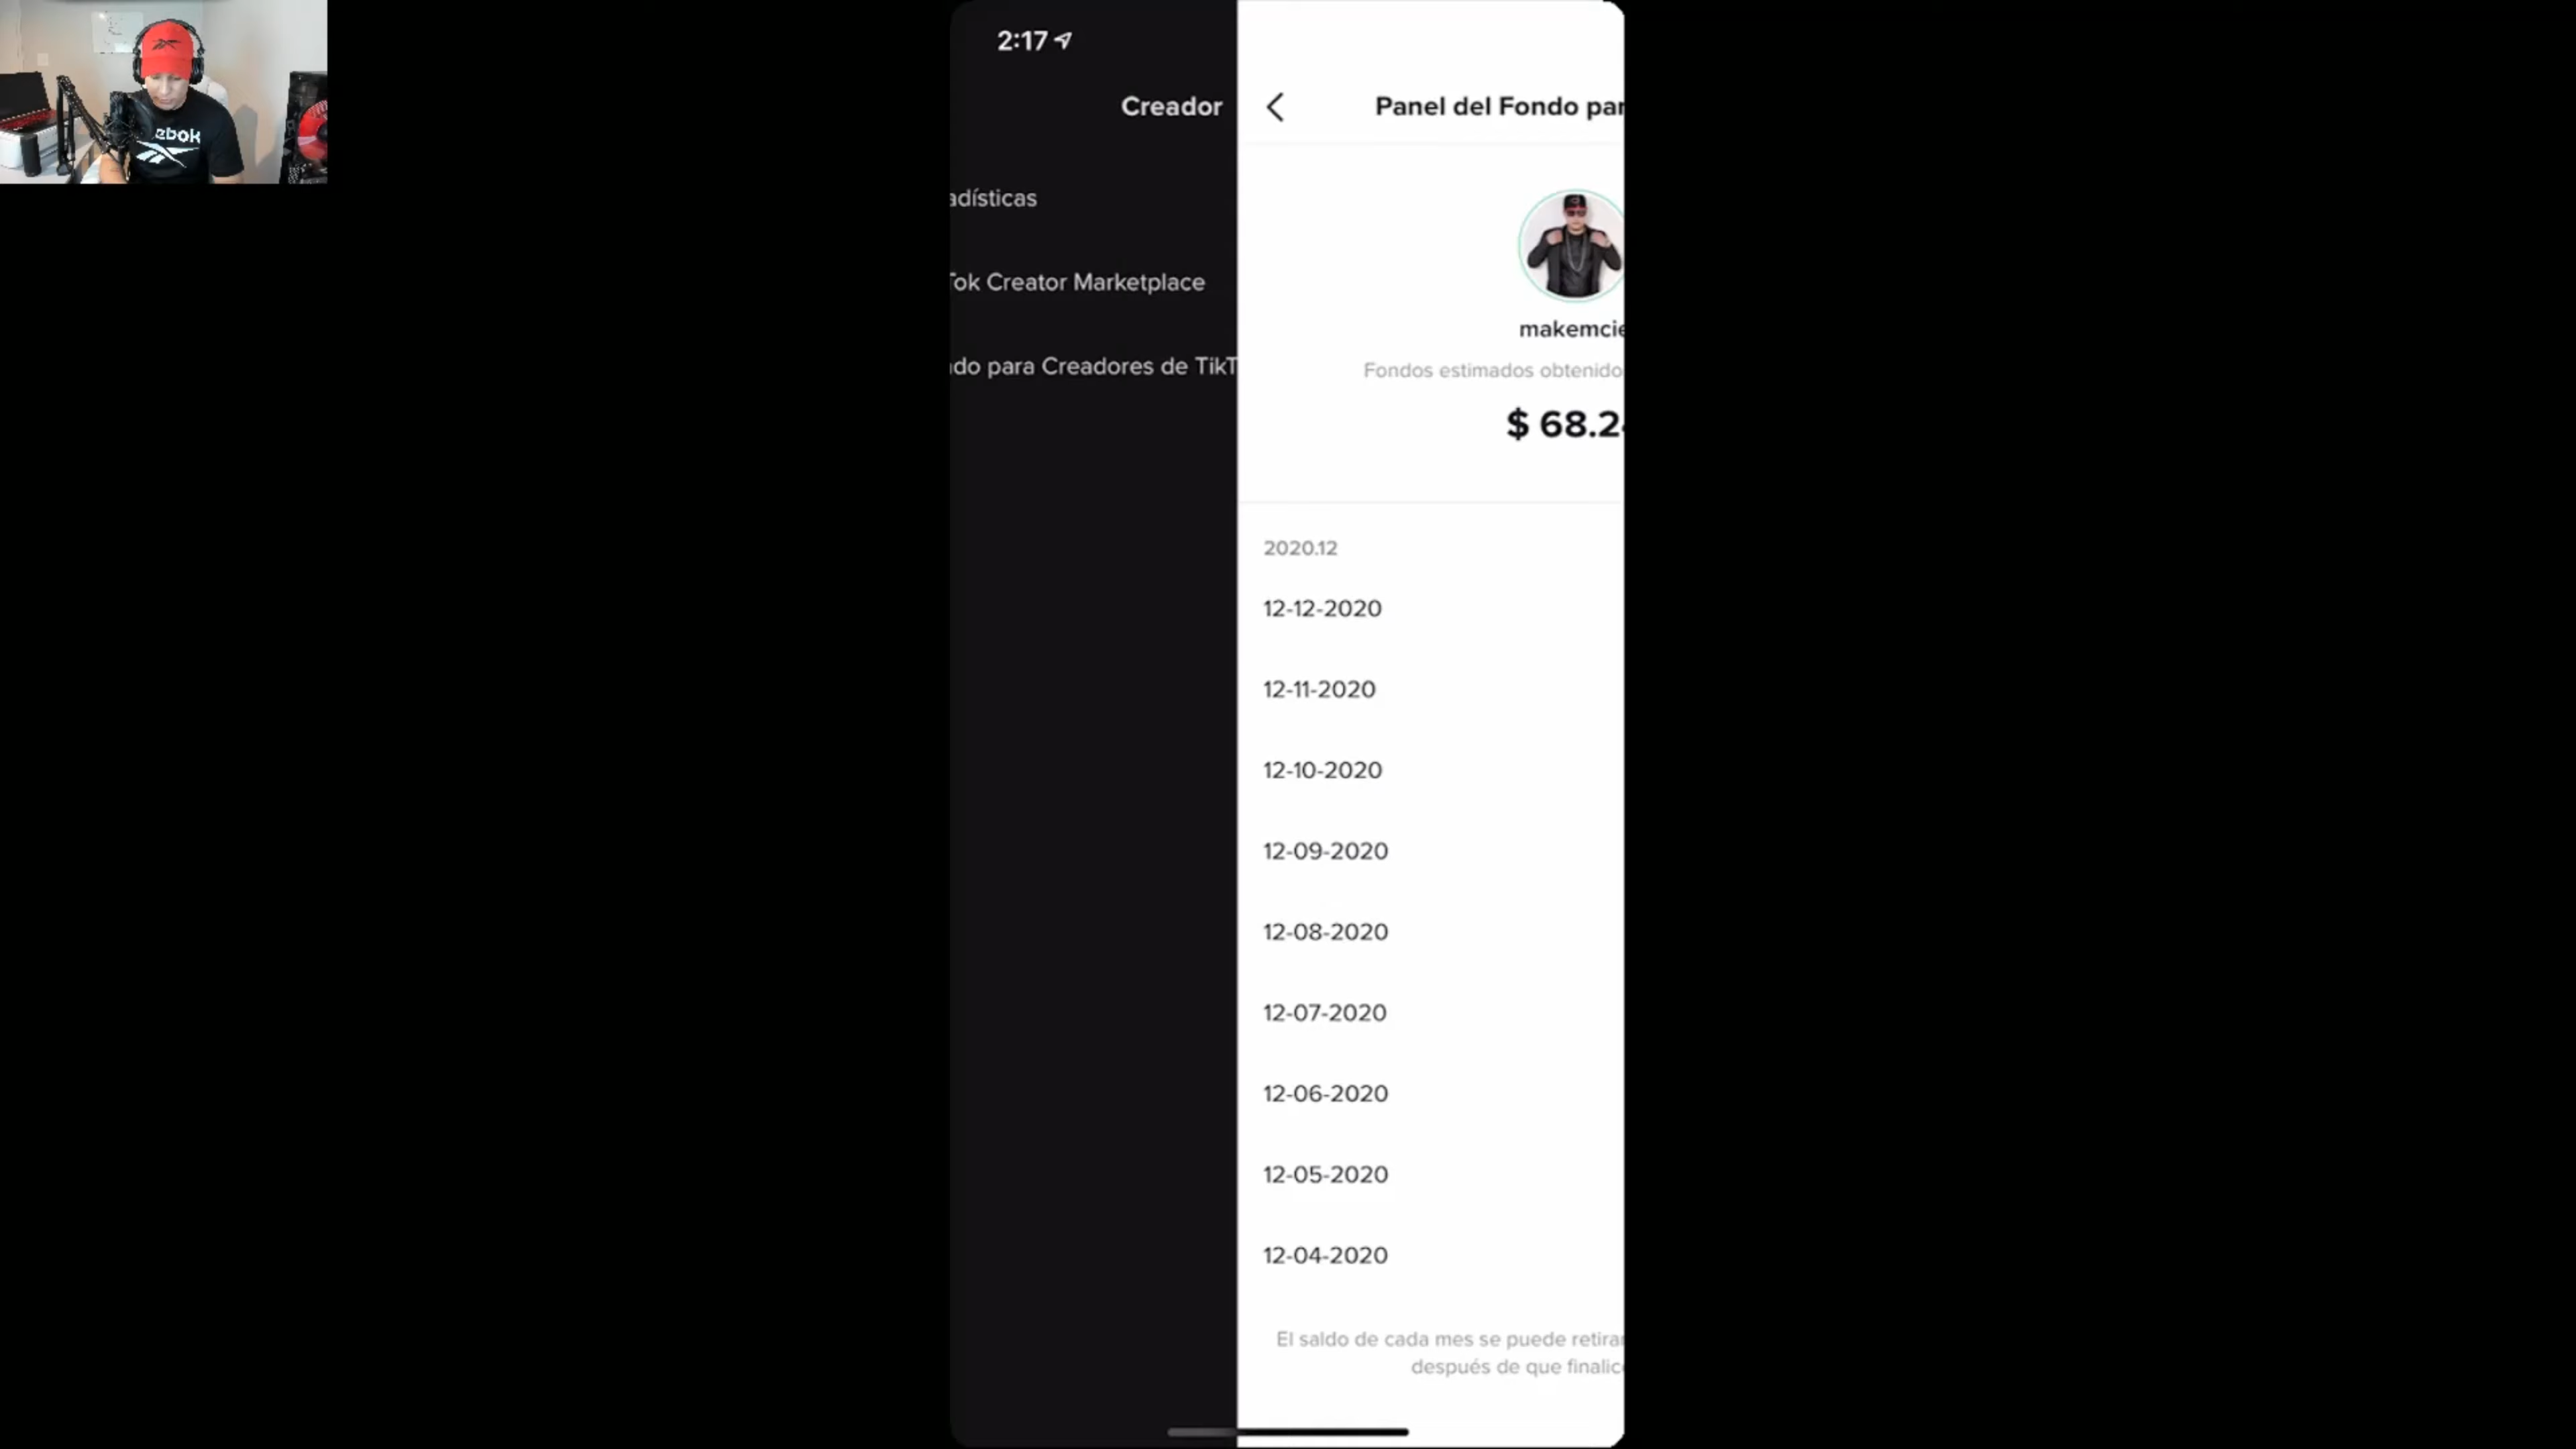 ebok
2:17
Creador
adísticas
Tok Creator Marketplace
do para Creadores de TikT
Panel del Fondo par
makemcie
Fondos estimados obtenido
$ 68.2
2020.12
12-12-2020
12-11-2020
12-10-2020
12-09-2020
12-08-2020
12-07-2020
12-06-2020
12-05-2020
12-04-2020
El saldo de cada mes se puede retirar
después de que finalice